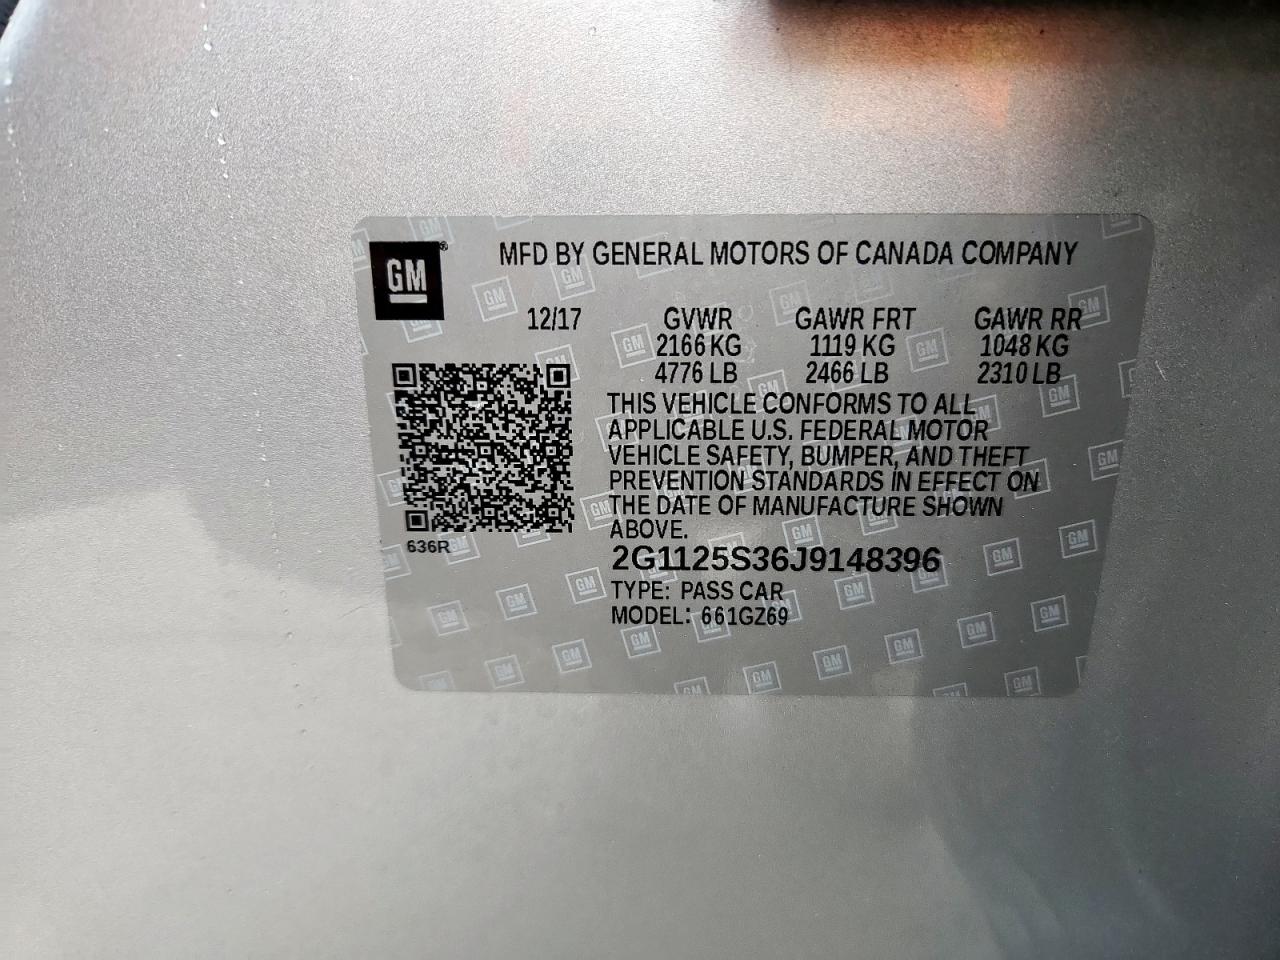 GM ®
MFD BY GENERAL MOTORS OF CANADA COMPANY
12/17 GVWR GAWR FRT GAWR RR
2166 KG 1119 KG 1048 KG
4776 LB 2466 LB 2310 LB
THIS VEHICLE CONFORMS TO ALL
APPLICABLE U.S. FEDERAL MOTOR
VEHICLE SAFETY, BUMPER, AND THEFT
PREVENTION STANDARDS IN EFFECT ON
THE DATE OF MANUFACTURE SHOWN
ABOVE.
636R
2G1125S36J9148396
TYPE: PASS CAR
MODEL: 661GZ69